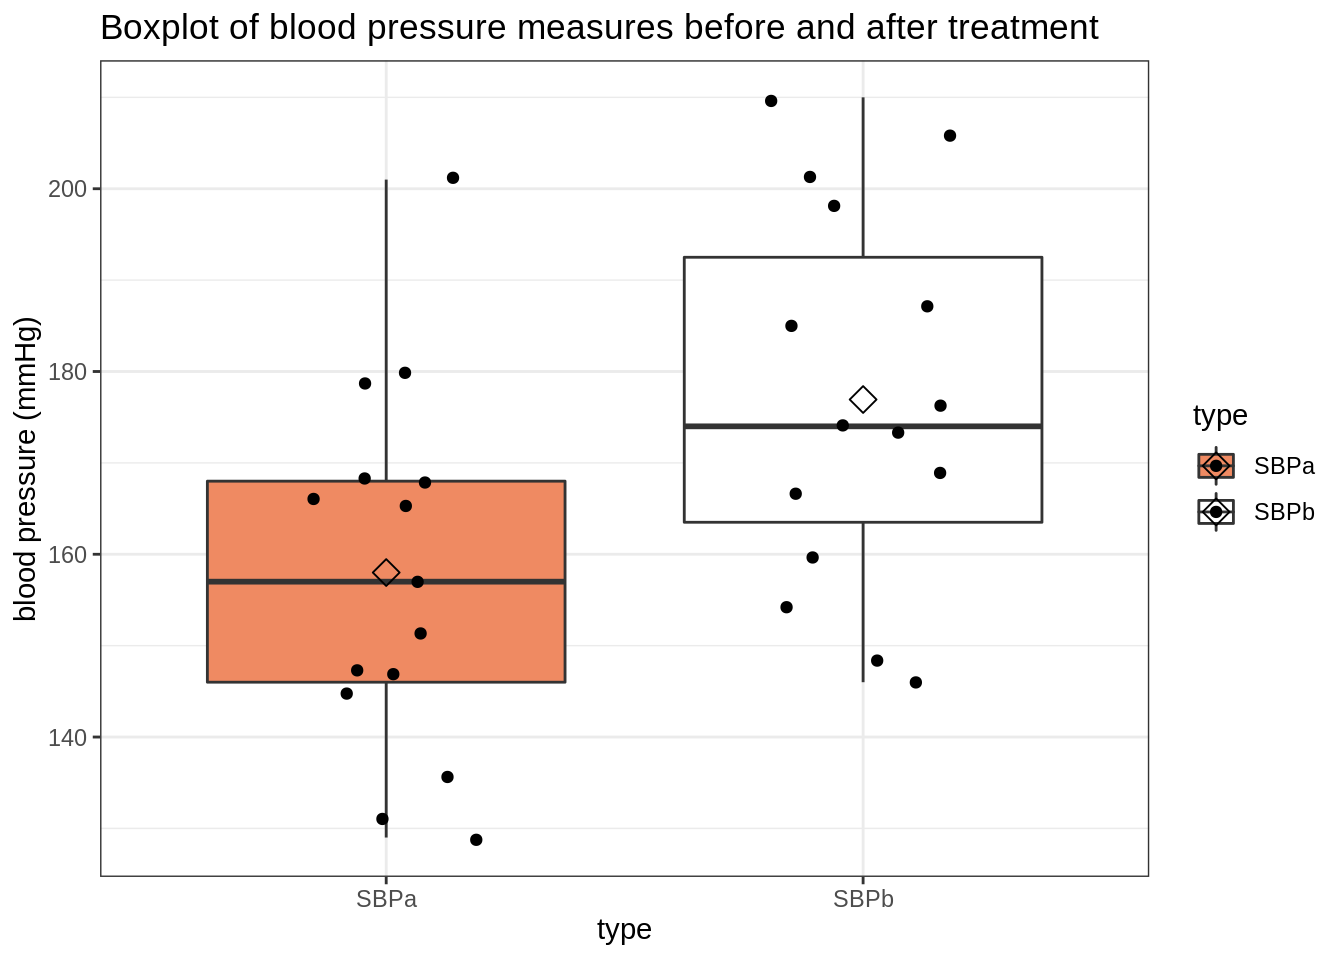 Boxplot of blood pressure measures before and after treatment
blood pressure (mmHg)
200
180
160
140
SBPa
SBPb
type
type
SBPa
SBPb